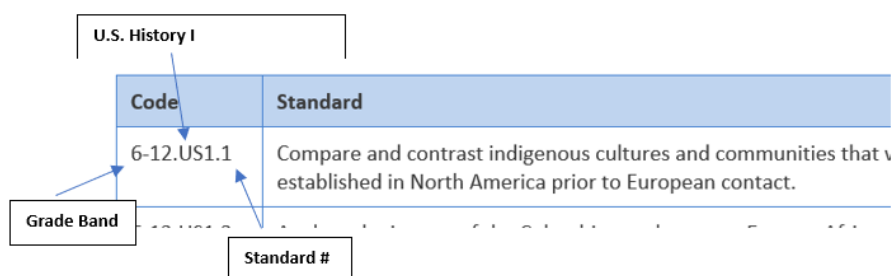 U.S. History I
Code Standard
6-12.US1.1 Compare and contrast indigenous cultures and communities that
established in North America prior to European contact.
Grade Band
Standard #